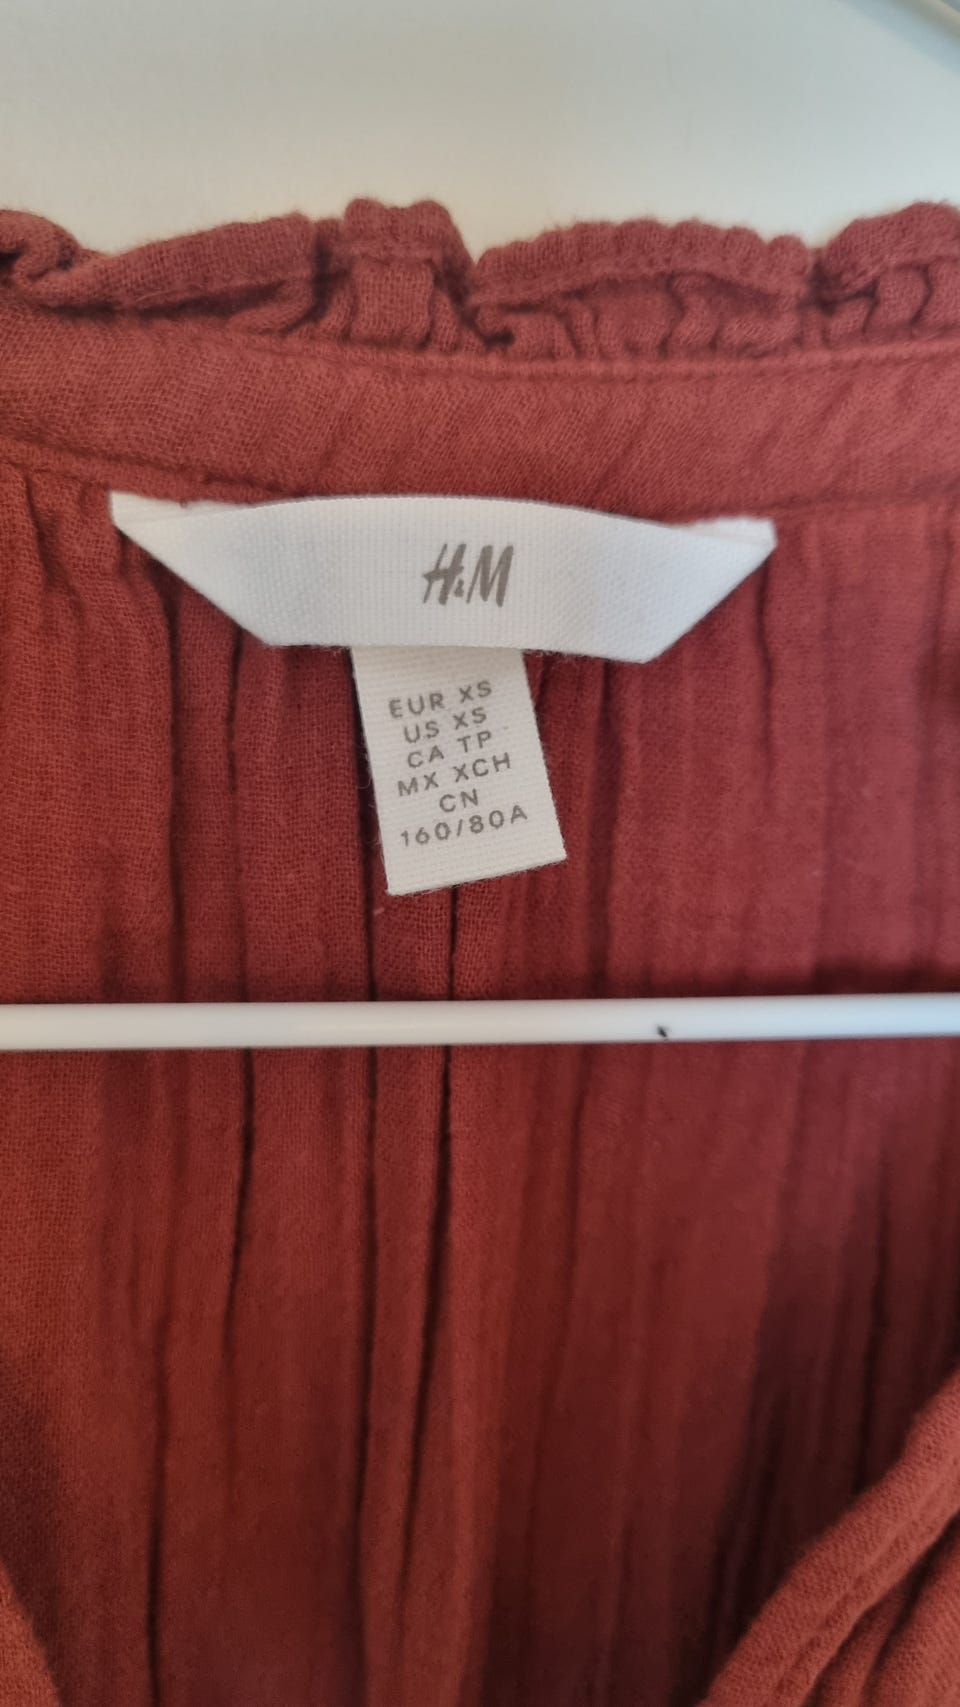 H&M
EUR XS
US XS
CA TP
MX XCH
CN
160/80A